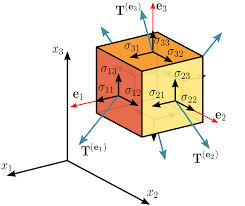 T^(e₃)
e₃
x₃
σ₃₃
σ₃₁
σ₃₂
σ₁₃
σ₂₃
e₁
σ₁₁
σ₁₂
σ₂₁
σ₂₂
e₂
T^(e₁)
T^(e₂)
x₁
x₂